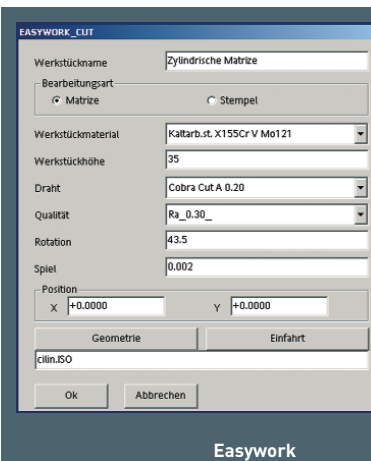 EASYWORK_CUT
Werkstückname Zylindrische Matrize
Bearbeitungsart
Matrize Stempel
Werkstückmaterial Kaltarb.st. X155Cr V Mo121
Werkstückhöhe 35
Draht Cobra Cut A 0.20
Qualität Ra_0.30_
Rotation 43.5
Spiel 0.002
Position
X +0.0000 Y +0.0000
Geometrie Einfahrt
cilin.ISO
Ok Abbrechen
Easywork